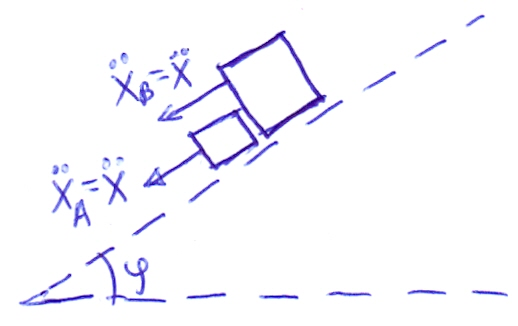 ẍ_B=ẍ
ẍ_A=ẍ
φ